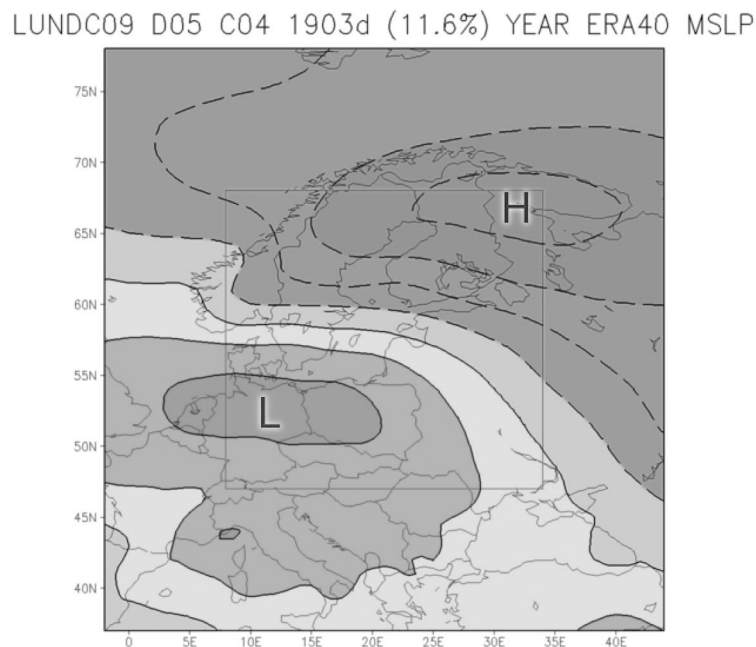 LUNDC09 D05 C04 1903d (11.6%) YEAR ERA40 MSLP
75N
70N
H
65N
60N
55N
L
50N
45N
40N
0 5E 10E 15E 20E 25E 30E 35E 40E